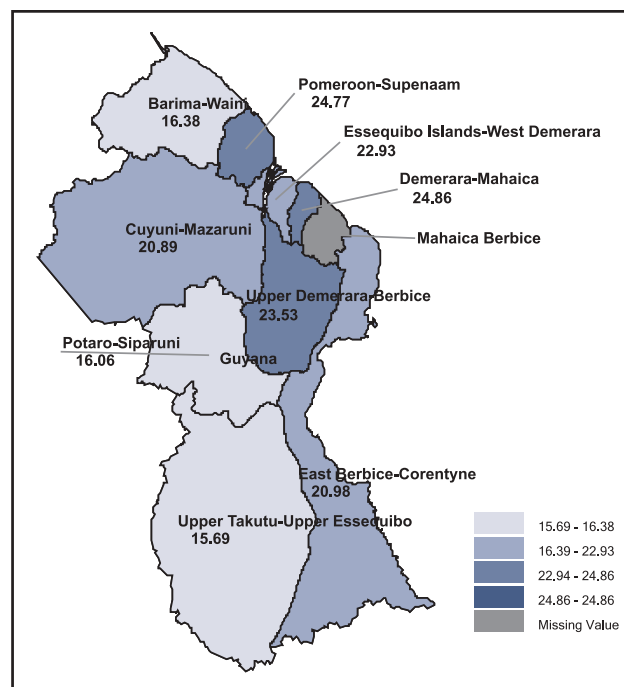 Pomeroon-Supenaam
24.77
Barima-Waini
16.38
Essequibo Islands-West Demerara
22.93
Demerara-Mahaica
24.86
Cuyuni-Mazaruni
20.89
Mahaica Berbice
Upper Demerara-Berbice
23.53
Potaro-Siparuni
16.06
Guyana
East Berbice-Corentyne
20.98
Upper Takutu-Upper Essequibo
15.69
15.69 - 16.38
16.39 - 22.93
22.94 - 24.86
24.86 - 24.86
Missing Value